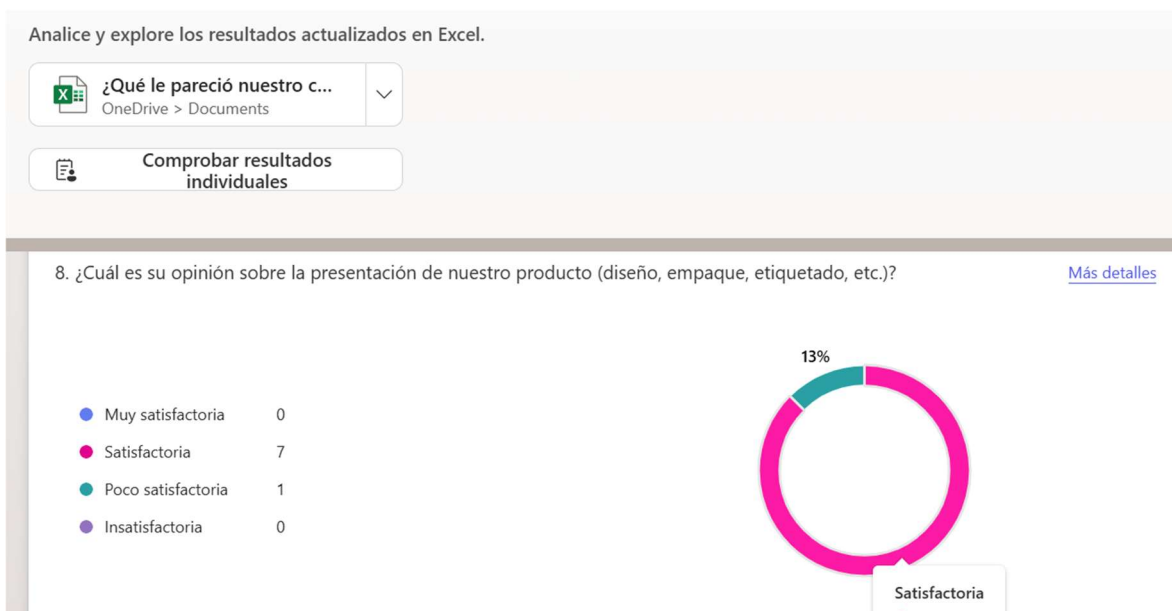 Analice y explore los resultados actualizados en Excel.
¿Qué le pareció nuestro c...
OneDrive > Documents
Comprobar resultados
individuales
8. ¿Cuál es su opinión sobre la presentación de nuestro producto (diseño, empaque, etiquetado, etc.)?
Más detalles
13%
Muy satisfactoria 0
Satisfactoria 7
Poco satisfactoria 1
Insatisfactoria 0
Satisfactoria